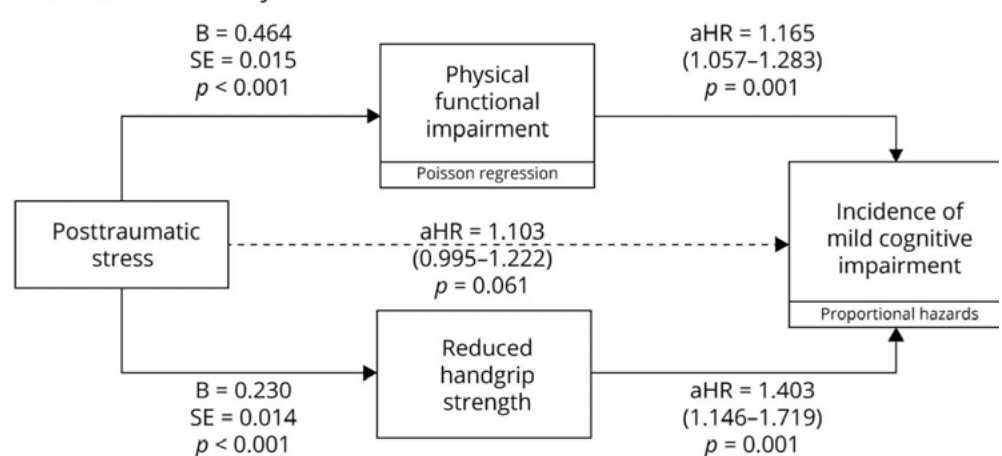 B = 0.464
SE = 0.015
p < 0.001
Physical
functional
impairment
Poisson regression
aHR = 1.165
(1.057–1.283)
p = 0.001
Posttraumatic
stress
aHR = 1.103
(0.995–1.222)
p = 0.061
Incidence of
mild cognitive
impairment
Proportional hazards
B = 0.230
SE = 0.014
p < 0.001
Reduced
handgrip
strength
aHR = 1.403
(1.146–1.719)
p = 0.001